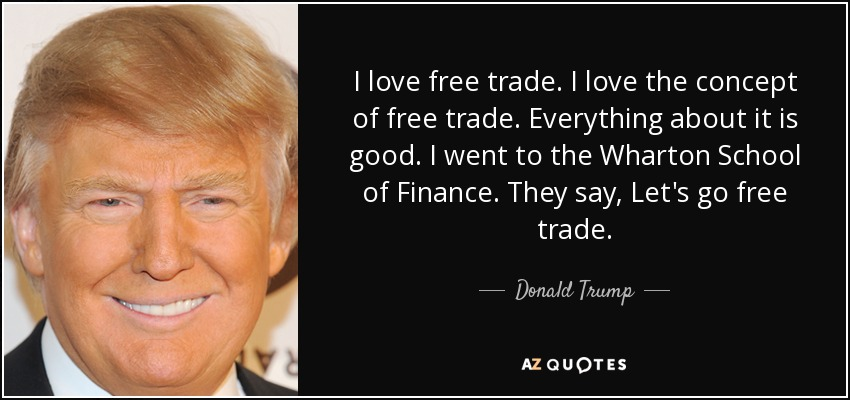 I love free trade. I love the concept
of free trade. Everything about it is
good. I went to the Wharton School
of Finance. They say, Let's go free
trade.
Donald Trump
AZ QUOTES